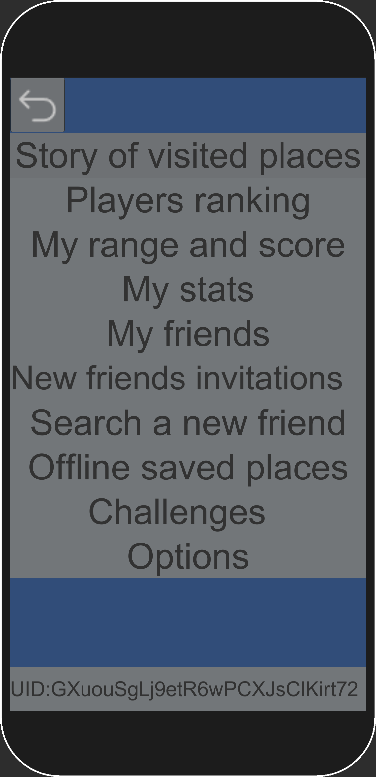 Story of visited places
Players ranking
My range and score
My stats
My friends
New friends invitations
Search a new friend
Offline saved places
Challenges
Options
UID:GXuouSgLj9etR6wPCXJsClKirt72